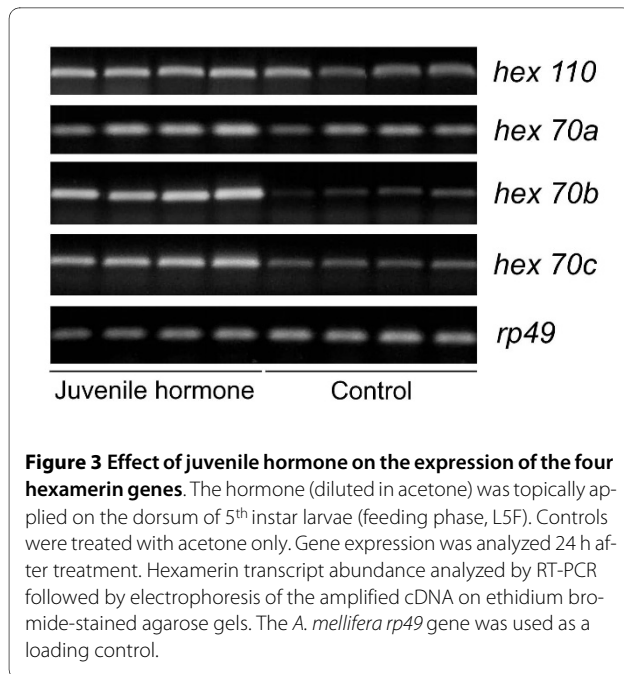 hex 110
hex 70a
hex 70b
hex 70c
rp49
Juvenile hormone Control
Figure 3 Effect of juvenile hormone on the expression of the four
hexamerin genes. The hormone (diluted in acetone) was topically ap-
plied on the dorsum of 5th instar larvae (feeding phase, L5F). Controls
were treated with acetone only. Gene expression was analyzed 24 h af-
ter treatment. Hexamerin transcript abundance analyzed by RT-PCR
followed by electrophoresis of the amplified cDNA on ethidium bro-
mide-stained agarose gels. The A. mellifera rp49 gene was used as a
loading control.